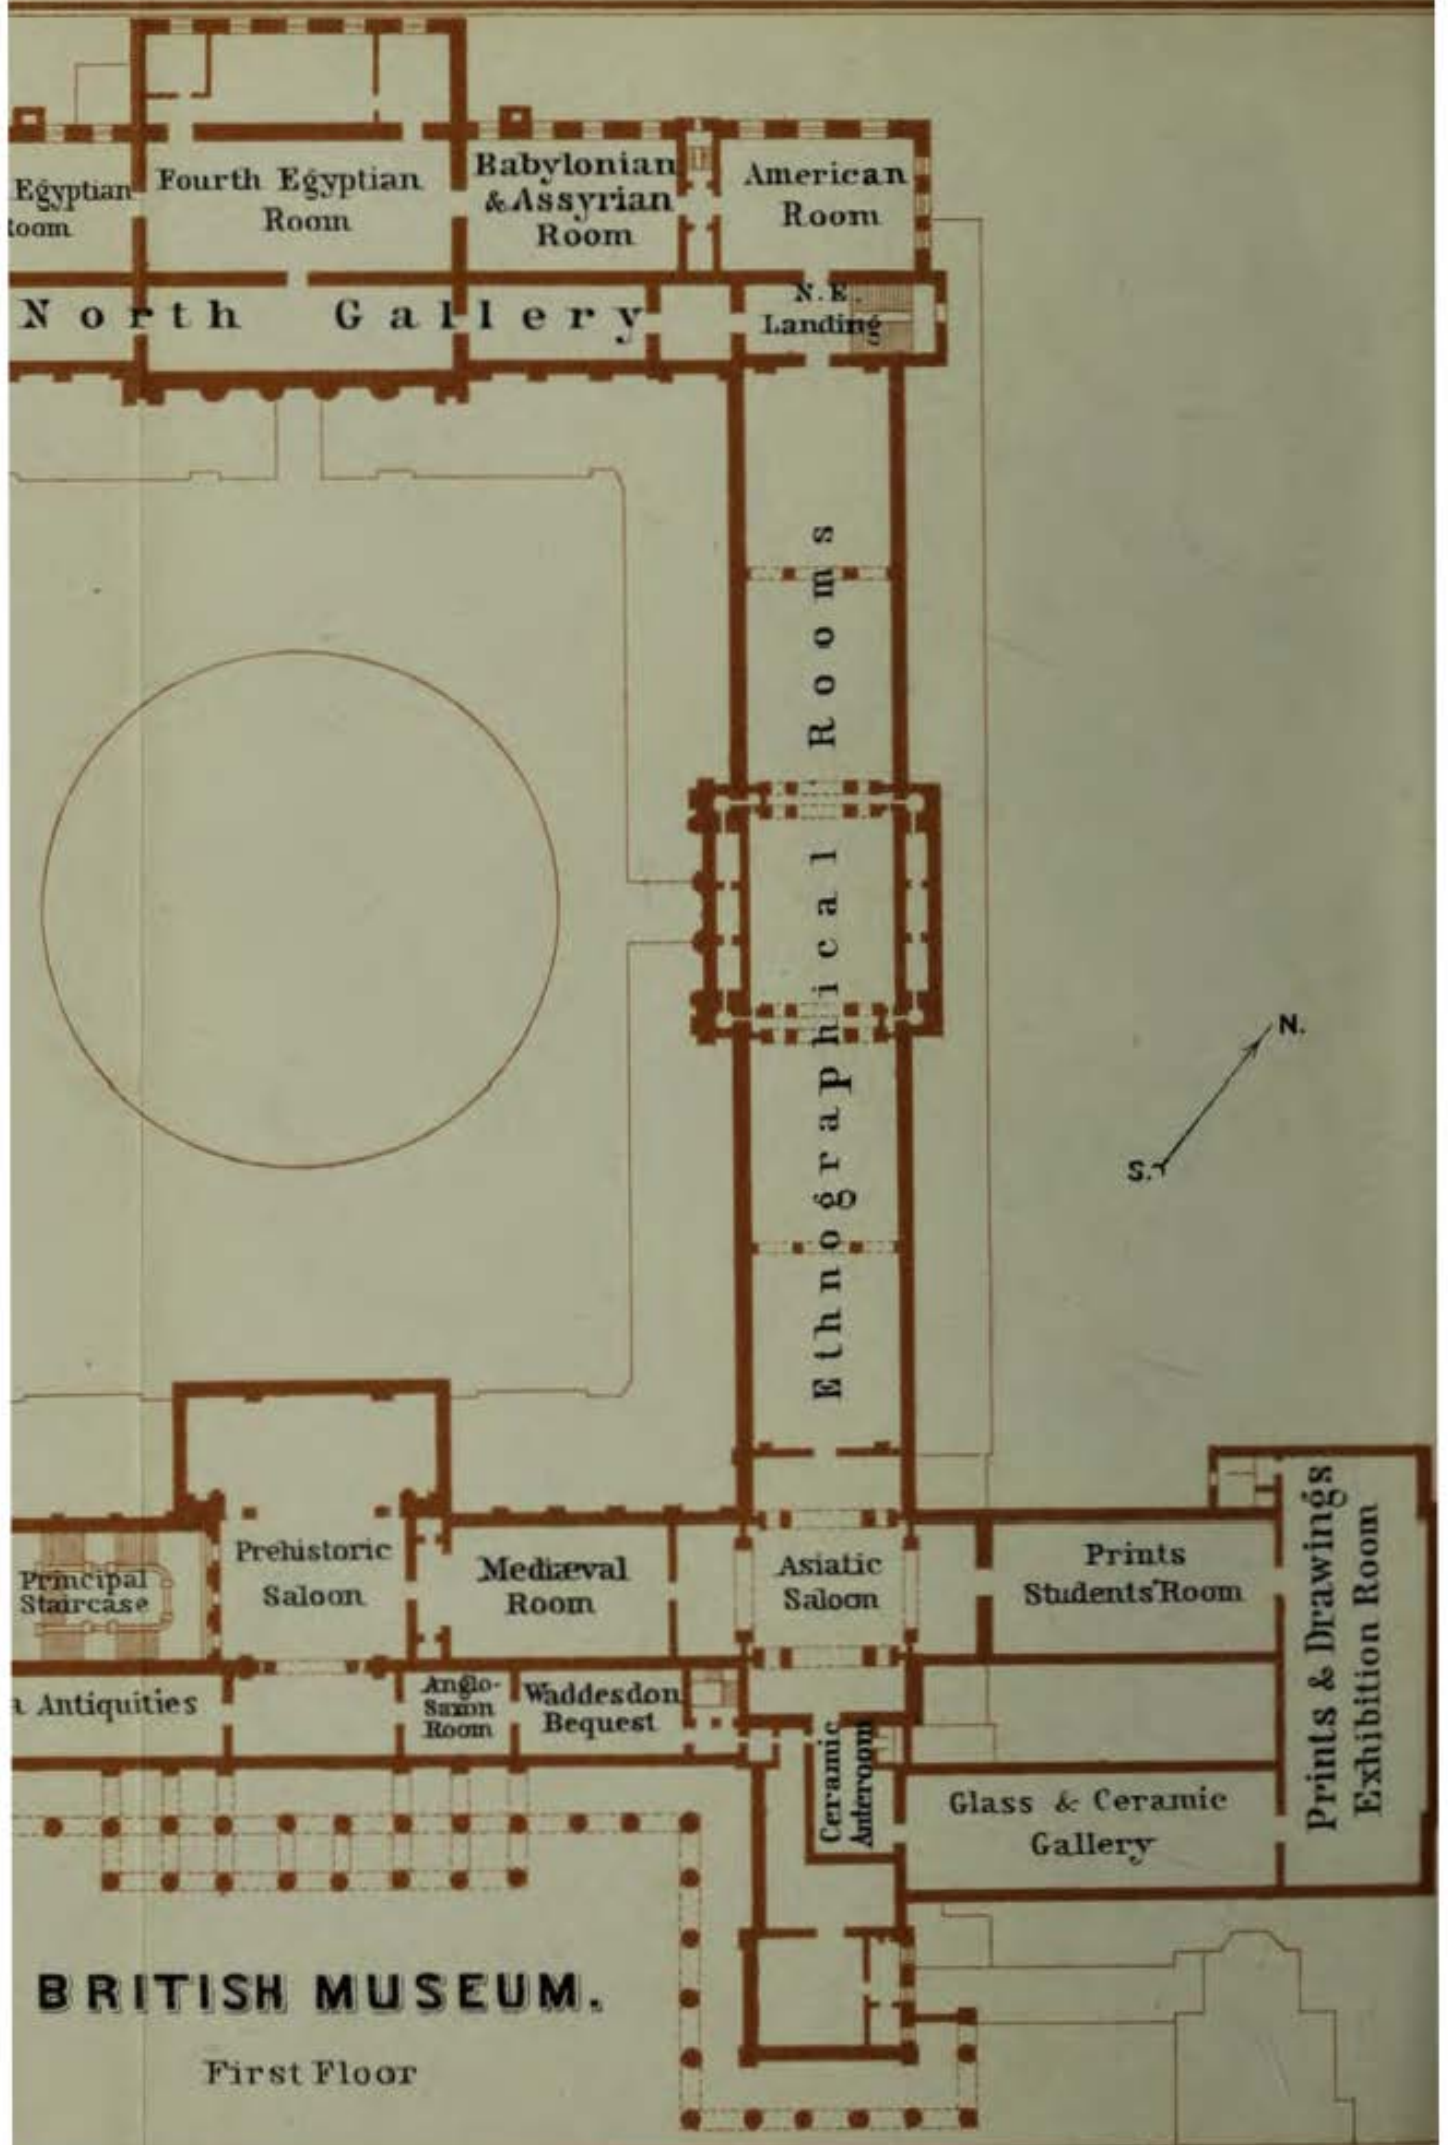 Egyptian
Room
Fourth Egyptian
Room
Babylonian
& Assyrian
Room
American
Room
North Gallery
N.E.
Landing
Ethnographical Rooms
N.
S.
Principal
Staircase
Prehistoric
Saloon
Mediæval
Room
Asiatic
Saloon
Prints
Students' Room
Prints & Drawings
Exhibition Room
Antiquities
Anglo-
Saxon
Room
Waddesdon
Bequest
Ceramic
Anteroom
Glass & Ceramic
Gallery
BRITISH MUSEUM.
First Floor